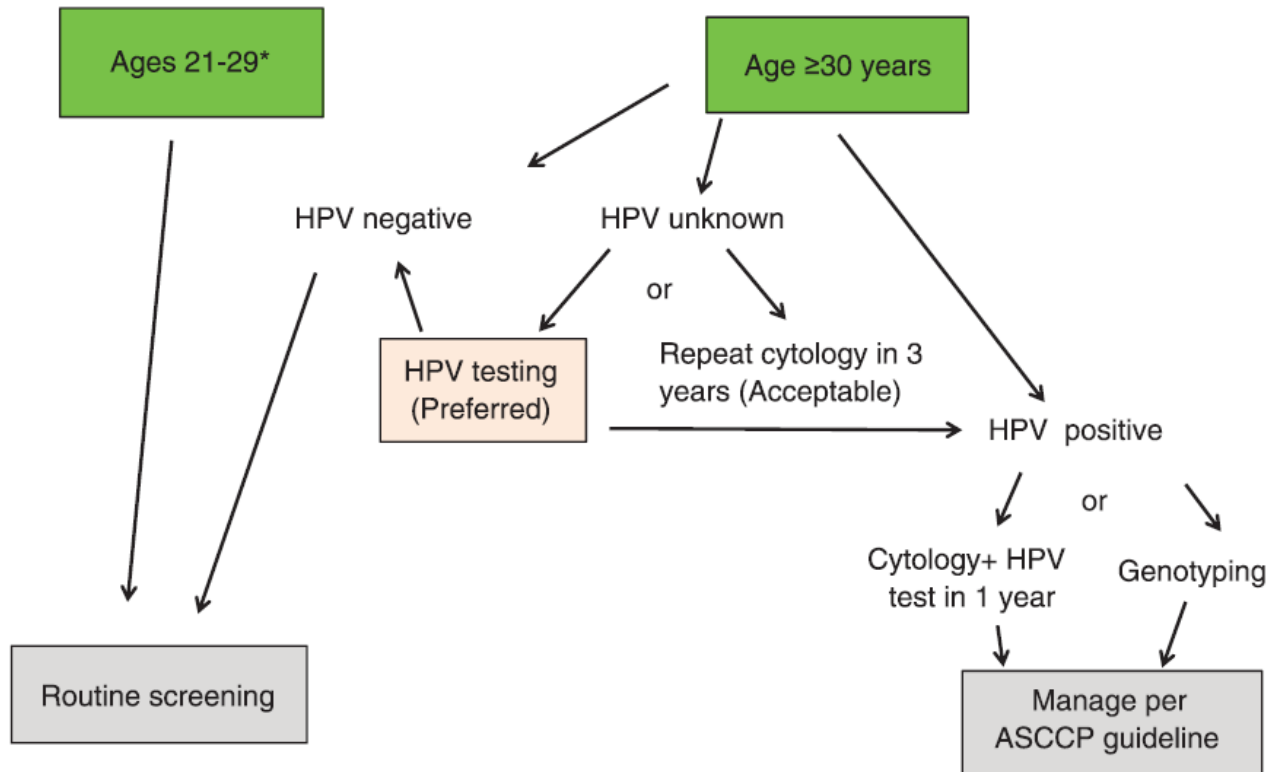 Ages 21-29*
Age ≥30 years
HPV negative
HPV unknown
or
HPV testing
(Preferred)
Repeat cytology in 3
years (Acceptable)
HPV positive
or
Cytology+ HPV
test in 1 year
Genotyping
Routine screening
Manage per
ASCCP guideline